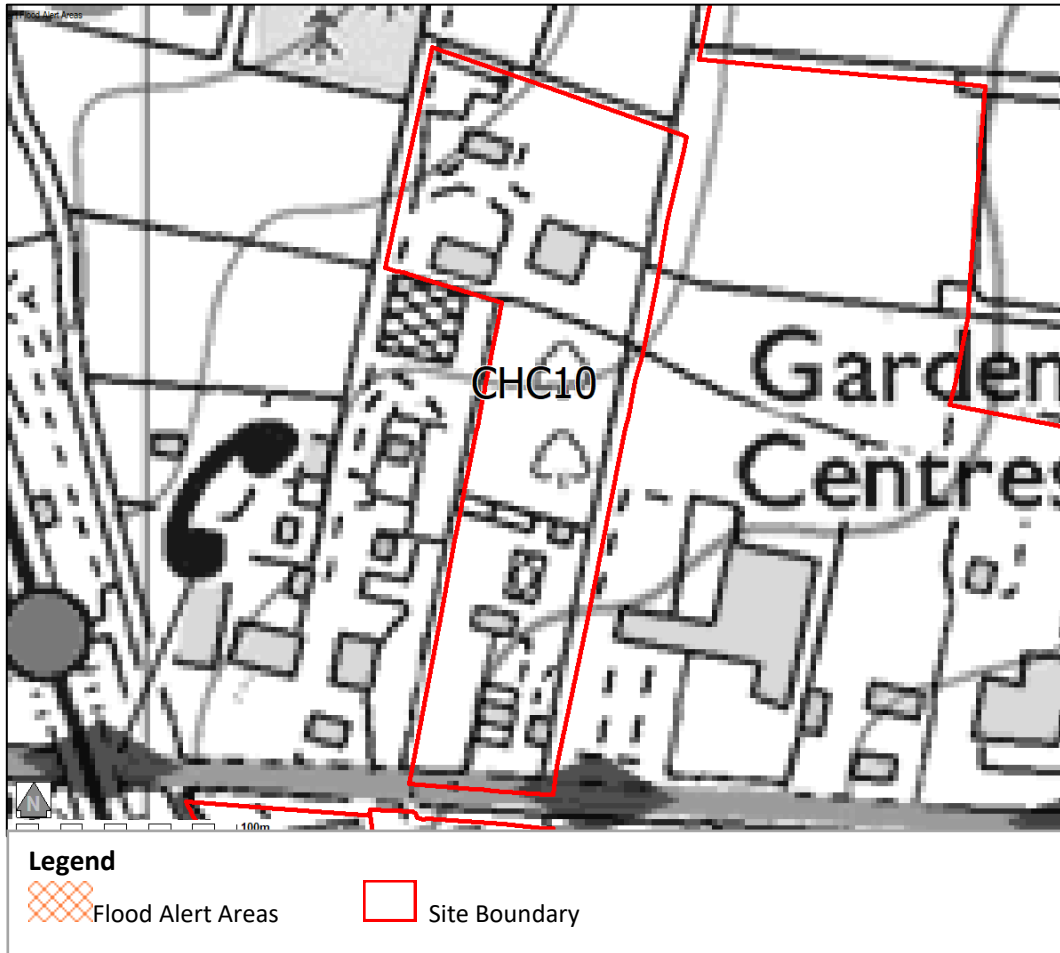 Flood Alert Areas
CHC10
Garden
Centres
N
100m
Legend
Flood Alert Areas
Site Boundary